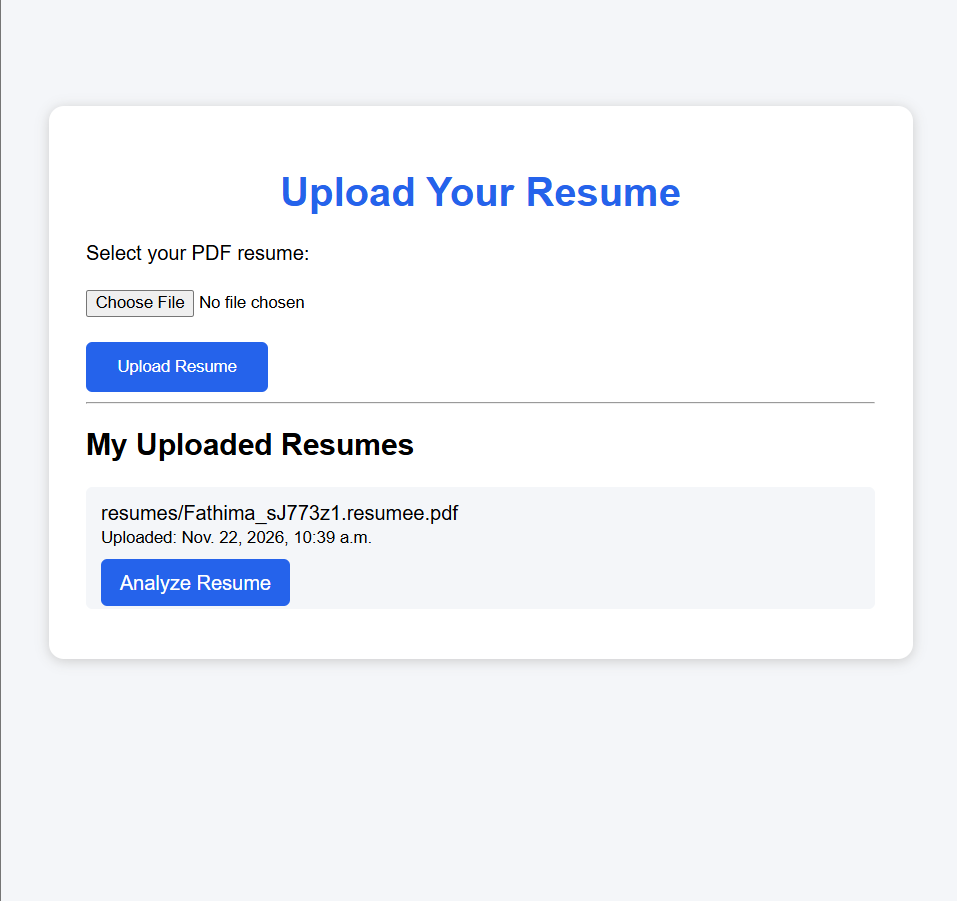 Upload Your Resume
Select your PDF resume:
Choose File No file chosen
Upload Resume
My Uploaded Resumes
resumes/Fathima_sJ773z1.resumee.pdf
Uploaded: Nov. 22, 2026, 10:39 a.m.
Analyze Resume